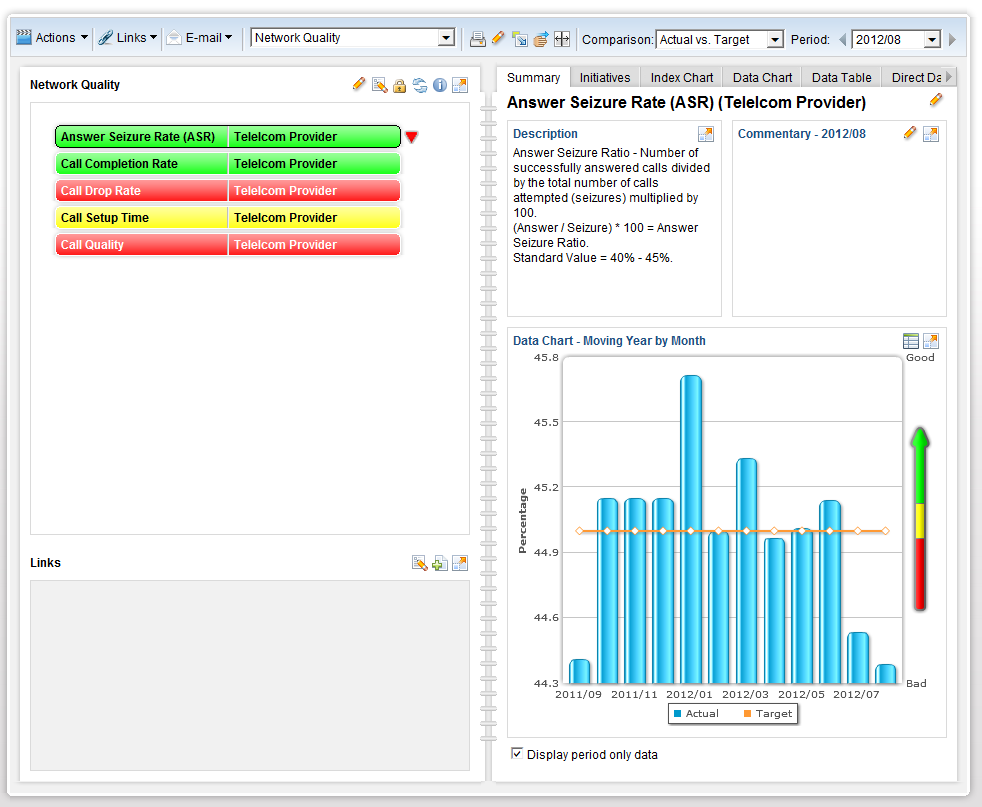 Actions Links E-mail Network Quality Comparison: Actual vs. Target Period: 2012/08
Network Quality
Answer Seizure Rate (ASR) Telelcom Provider
Call Completion Rate Telelcom Provider
Call Drop Rate Telelcom Provider
Call Setup Time Telelcom Provider
Call Quality Telelcom Provider
Links
Summary Initiatives Index Chart Data Chart Data Table Direct Da
Answer Seizure Rate (ASR) (Telelcom Provider)
Description
Answer Seizure Ratio - Number of
successfully answered calls divided
by the total number of calls
attempted (seizures) multiplied by
100.
(Answer / Seizure) * 100 = Answer
Seizure Ratio.
Standard Value = 40% - 45%.
Commentary - 2012/08
Data Chart - Moving Year by Month
45.8
45.5
45.2
44.9
44.6
44.3
Percentage
Good
Bad
2011/09 2011/11 2012/01 2012/03 2012/05 2012/07
Actual Target
Display period only data